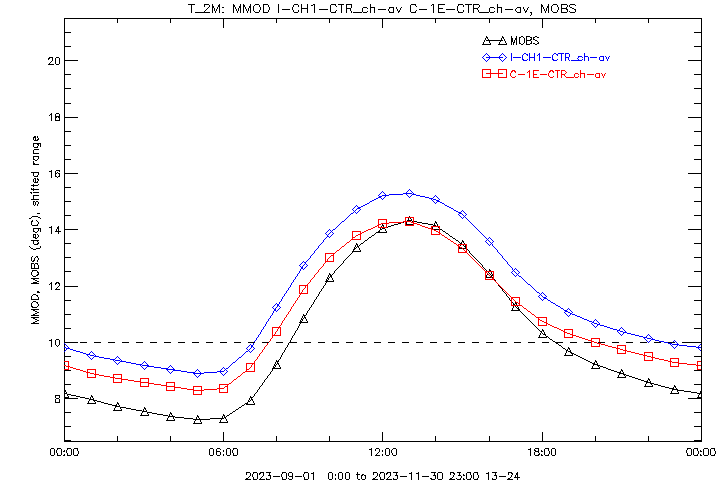 T_2M: MMOD I-CH1-CTR_ch-av C-1E-CTR_ch-av, MOBS
MOBS
I-CH1-CTR_ch-av
C-1E-CTR_ch-av
MMOD, MOBS (degC), shifted range
20
18
16
14
12
10
8
00:00 06:00 12:00 18:00 00:00
2023-09-01 0:00 to 2023-11-30 23:00 13-24